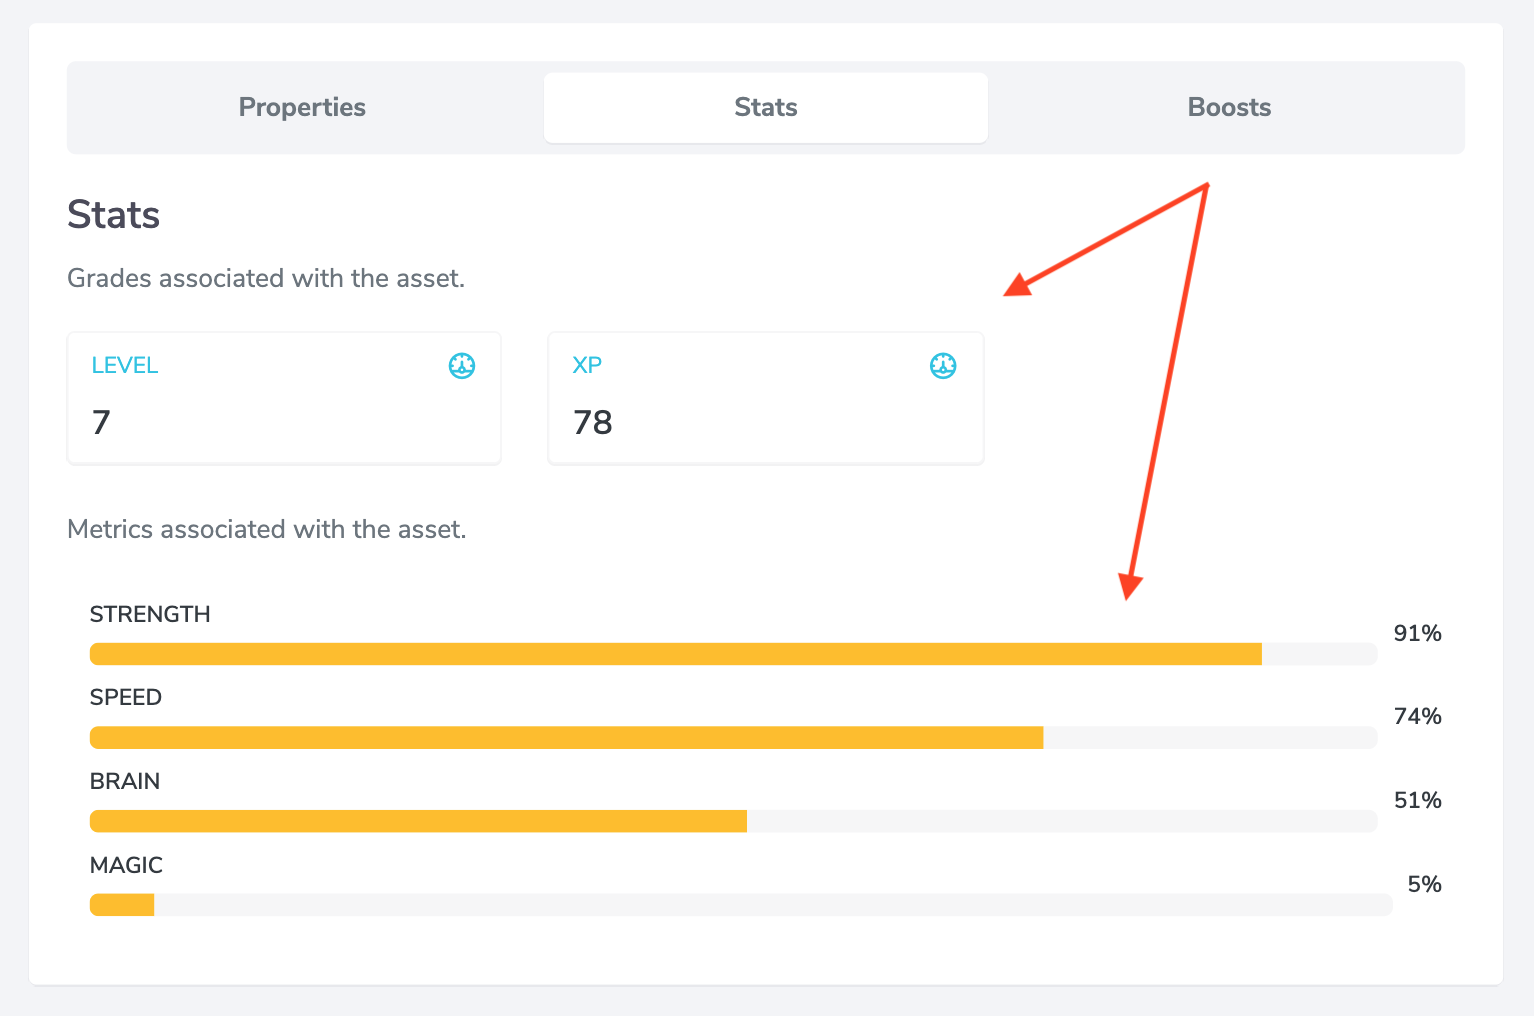 Properties Stats Boosts
Stats
Grades associated with the asset.
LEVEL XP
7 78
Metrics associated with the asset.
STRENGTH
91%
SPEED
74%
BRAIN
51%
MAGIC
5%